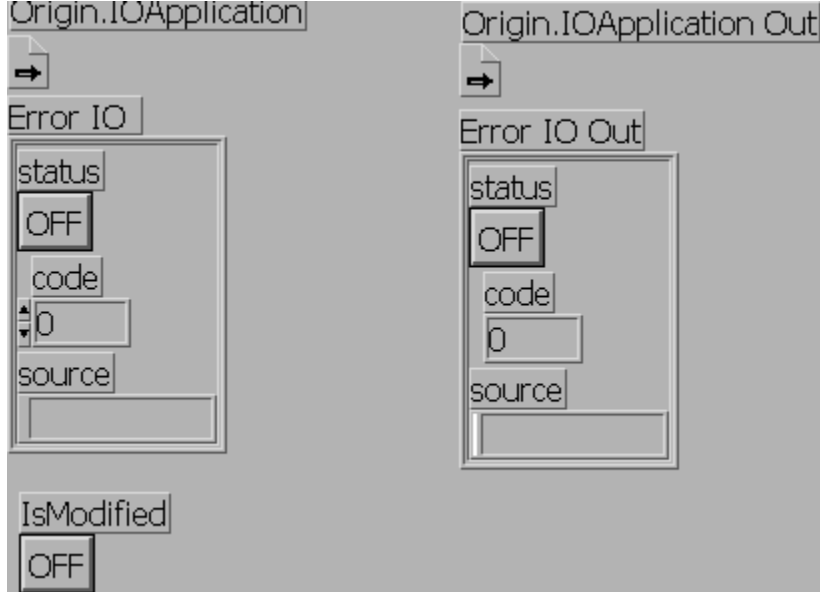 Origin.IOApplication
Error IO
status
OFF
code
0
source
IsModified
OFF
Origin.IOApplication Out
Error IO Out
status
OFF
code
0
source